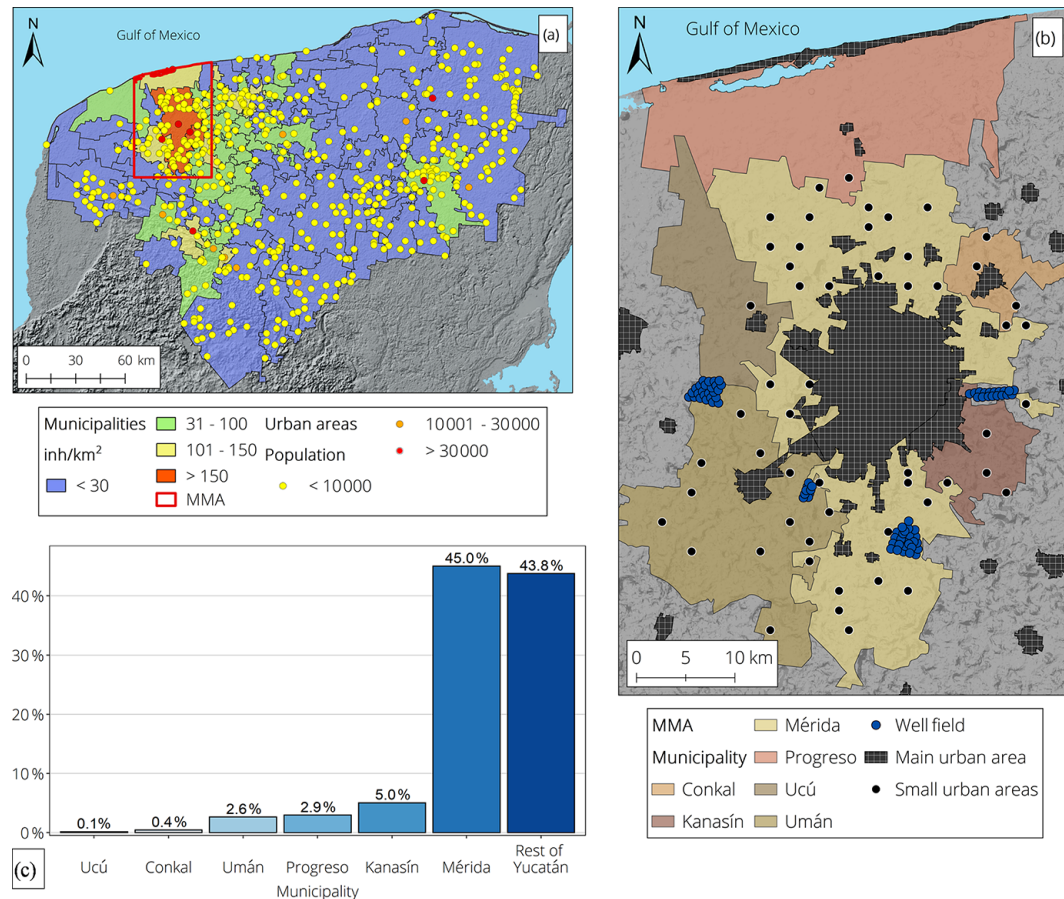 N
Gulf of Mexico
(a)
0 30 60 km
Municipalities
inh/km²
< 30
31 - 100
101 - 150
> 150
MMA
Urban areas
Population
< 10000
10001 - 30000
> 30000
N
Gulf of Mexico
(b)
0 5 10 km
MMA
Municipality
Conkal
Kanasín
Mérida
Progreso
Ucú
Umán
Well field
Main urban area
Small urban areas
40 %
30 %
20 %
10 %
0 %
0.1 %
0.4 %
2.6 %
2.9 %
5.0 %
45.0 %
43.8 %
Ucú
Conkal
Umán
Progreso
Kanasín
Mérida
Rest of
Yucatán
Municipality
(c)